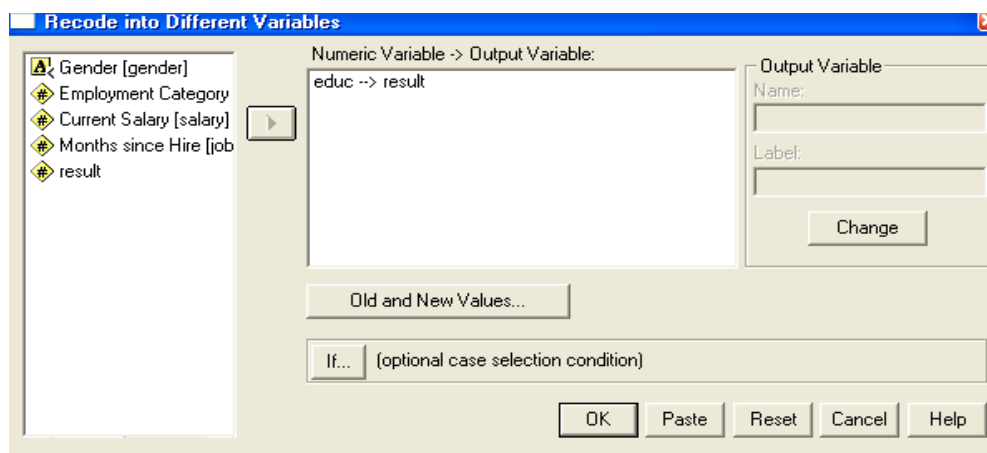 Recode into Different Variables
Gender [gender]
Employment Category
Current Salary [salary]
Months since Hire [job
result
Numeric Variable -> Output Variable:
educ --> result
Output Variable
Name:
Label:
Change
Old and New Values...
If... (optional case selection condition)
OK Paste Reset Cancel Help